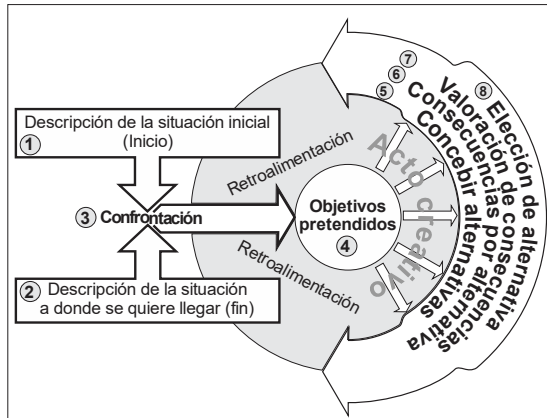 1
Descripción de la situación inicial
(Inicio)
3 Confrontación
2
Descripción de la situación
a donde se quiere llegar (fin)
Retroalimentación
Retroalimentación
Objetivos
pretendidos
4
Acto creativo
5
Concebir alternativas
6
Consecuencias por alternativa
7
Valoración de consecuencias
8
Elección de alternativa